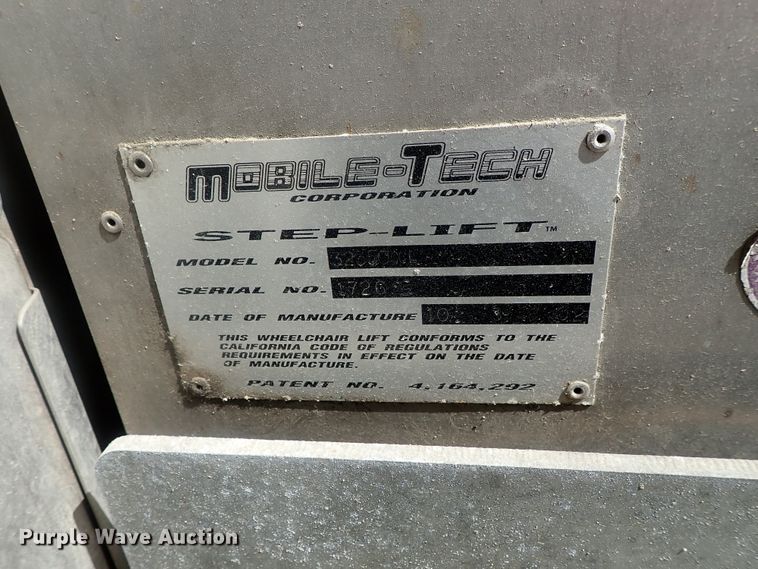 MOBILE-TECH
CORPORATION
STEP-LIFT™
MODEL NO.
SERIAL NO.
DATE OF MANUFACTURE
THIS WHEELCHAIR LIFT CONFORMS TO THE
CALIFORNIA CODE OF REGULATIONS
REQUIREMENTS IN EFFECT ON THE DATE
OF MANUFACTURE.
PATENT NO. 4,164,292
Purple Wave Auction